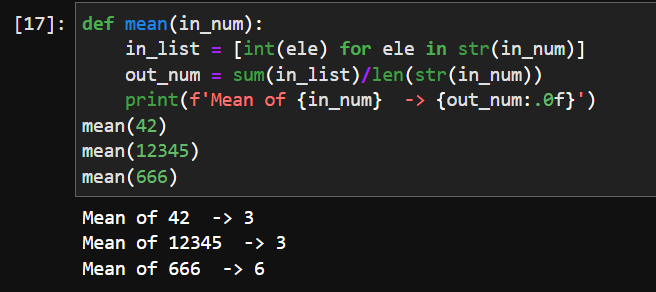 [17]: def mean(in_num):
    in_list = [int(ele) for ele in str(in_num)]
    out_num = sum(in_list)/len(str(in_num))
    print(f'Mean of {in_num}  -> {out_num:.0f}')
mean(42)
mean(12345)
mean(666)
Mean of 42  -> 3
Mean of 12345  -> 3
Mean of 666  -> 6